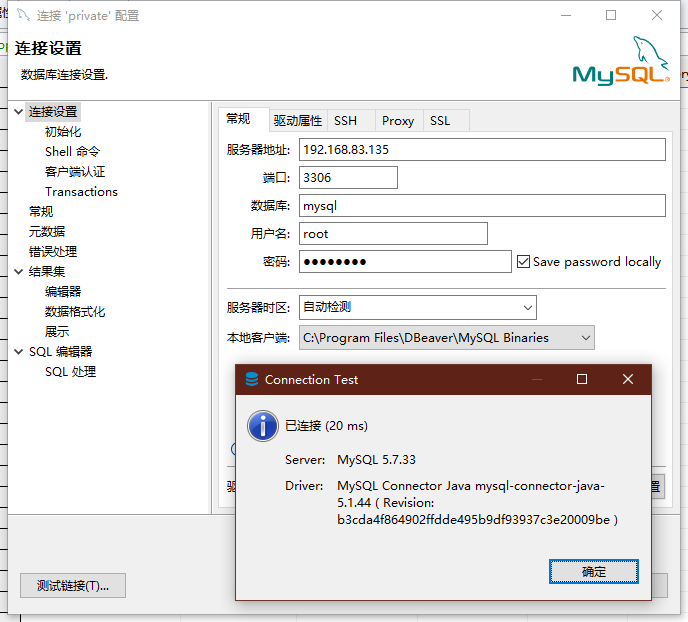 连接 'private' 配置
连接设置
数据库连接设置.
MySQL
连接设置
初始化
Shell 命令
客户端认证
Transactions
常规
元数据
错误处理
结果集
编辑器
数据格式化
展示
SQL 编辑器
SQL 处理
常规 驱动属性 SSH Proxy SSL
服务器地址: 192.168.83.135
端口: 3306
数据库: mysql
用户名: root
密码: ●●●●●●●● Save password locally
服务器时区: 自动检测
本地客户端: C:\Program Files\DBeaver\MySQL Binaries
Connection Test
已连接 (20 ms)
Server: MySQL 5.7.33
Driver: MySQL Connector Java mysql-connector-java-
5.1.44 ( Revision:
b3cda4f864902ffdde495b9df93937c3e20009be )
确定
测试链接(T)...